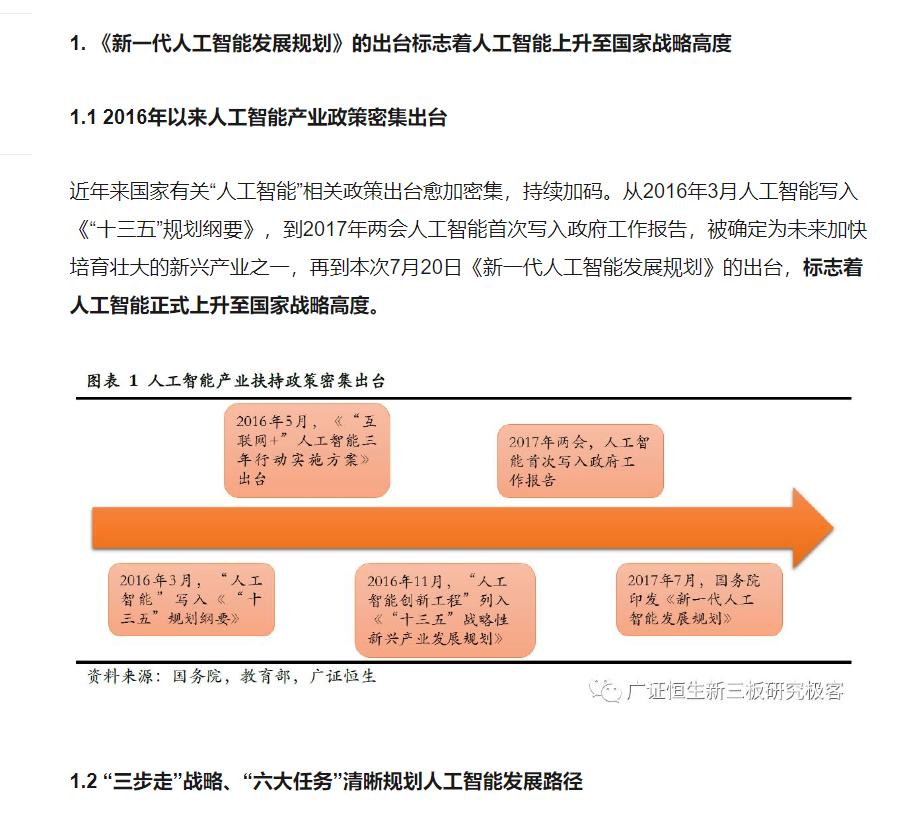 1. 《新一代人工智能发展规划》的出台标志着人工智能上升至国家战略高度
1.1 2016年以来人工智能产业政策密集出台
近年来国家有关“人工智能”相关政策出台愈加密集，持续加码。从2016年3月人工智能写入
《“十三五”规划纲要》，到2017年两会人工智能首次写入政府工作报告，被确定为未来加快
培育壮大的新兴产业之一，再到本次7月20日《新一代人工智能发展规划》的出台，标志着
人工智能正式上升至国家战略高度。
图表 1 人工智能产业扶持政策密集出台
2016年5月，《“互
联网+”人工智能三
年行动实施方案》
出台
2017年两会，人工智
能首次写入政府工
作报告
2016年3月，“人工
智能”写入《“十
三五”规划纲要》
2016年11月，“人工
智能创新工程”列入
《“十三五”战略性
新兴产业发展规划》
2017年7月，国务院
印发《新一代人工
智能发展规划》
资料来源：国务院，教育部，广证恒生
广证恒生新三板研究极客
1.2 “三步走”战略、“六大任务”清晰规划人工智能发展路径